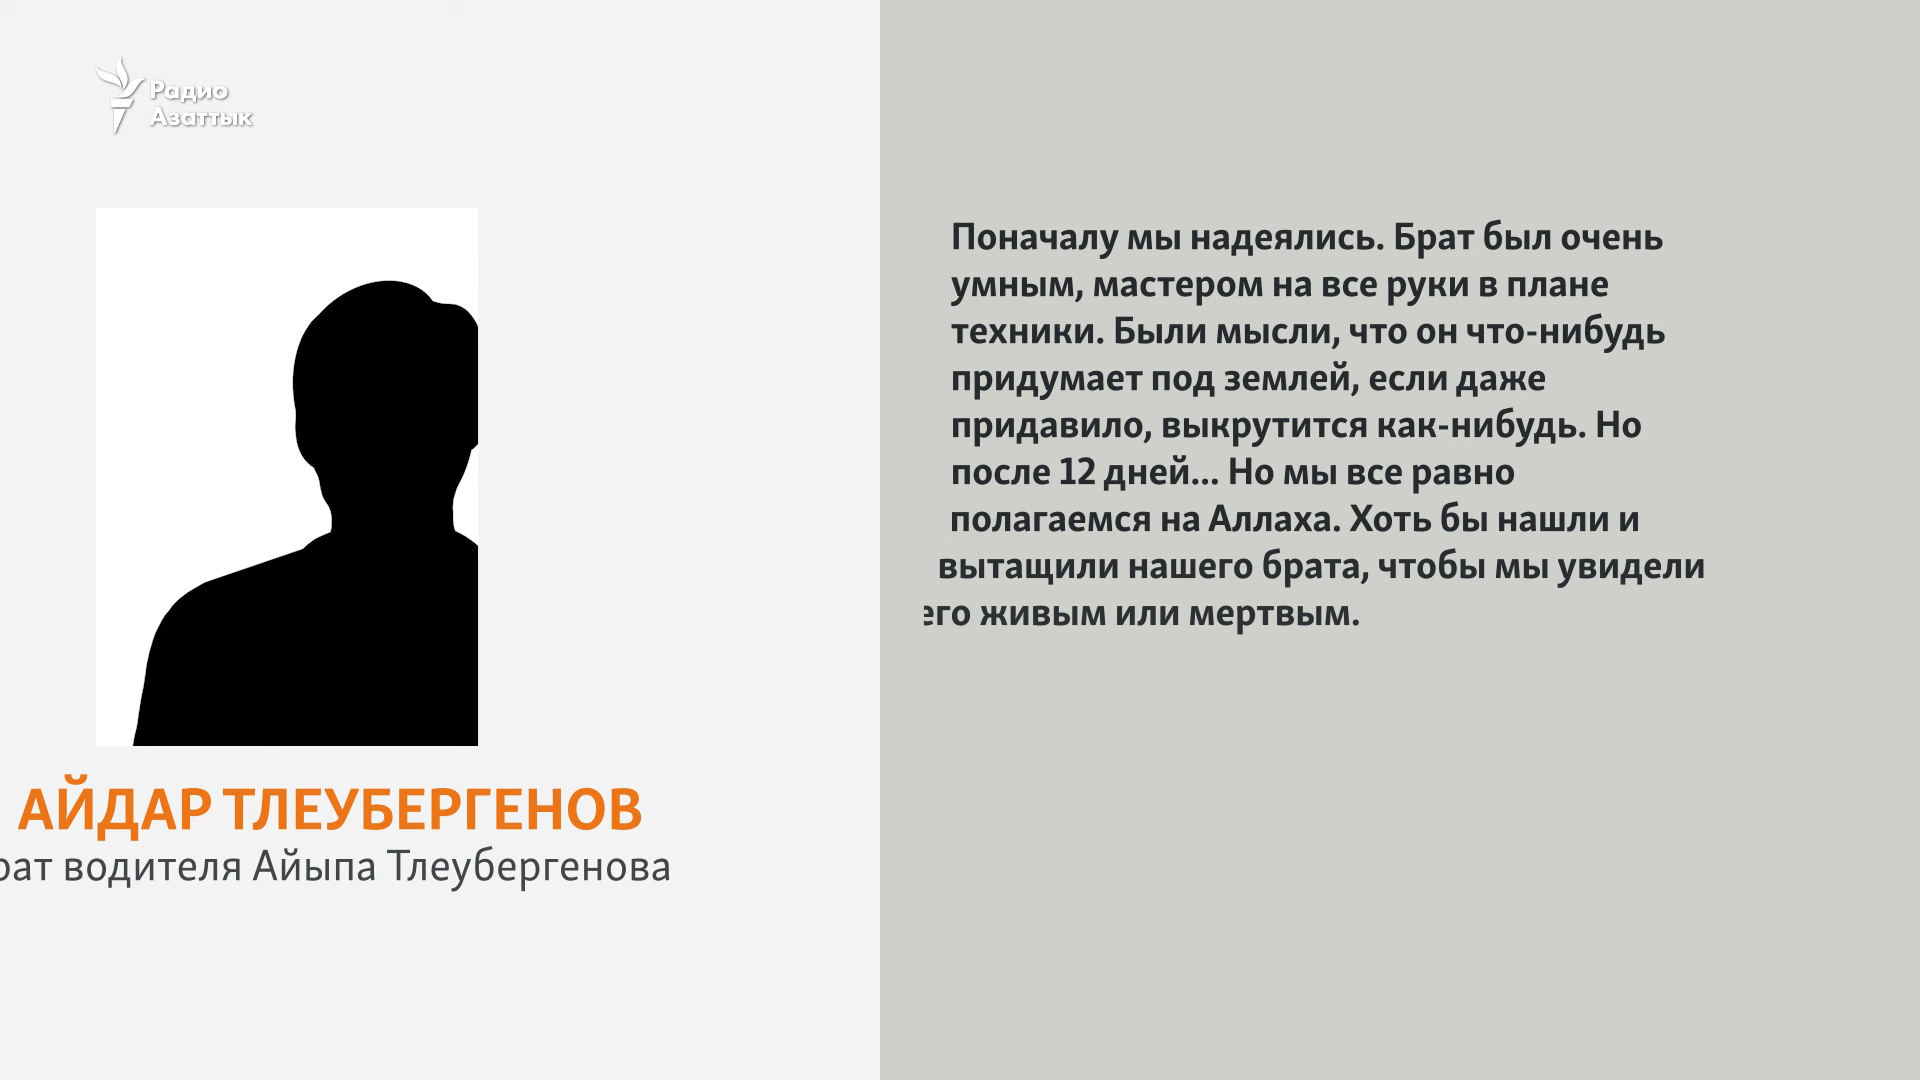 Радио
Азаттык
Поначалу мы надеялись. Брат был очень
умным, мастером на все руки в плане
техники. Были мысли, что он что-нибудь
придумает под землей, если даже
придавило, выкрутится как-нибудь. Но
после 12 дней... Но мы все равно
полагаемся на Аллаха. Хоть бы нашли и
вытащили нашего брата, чтобы мы увидели
его живым или мертвым.
АЙДАР ТЛЕУБЕРГЕНОВ
водителя Айыпа Тлеубергенова